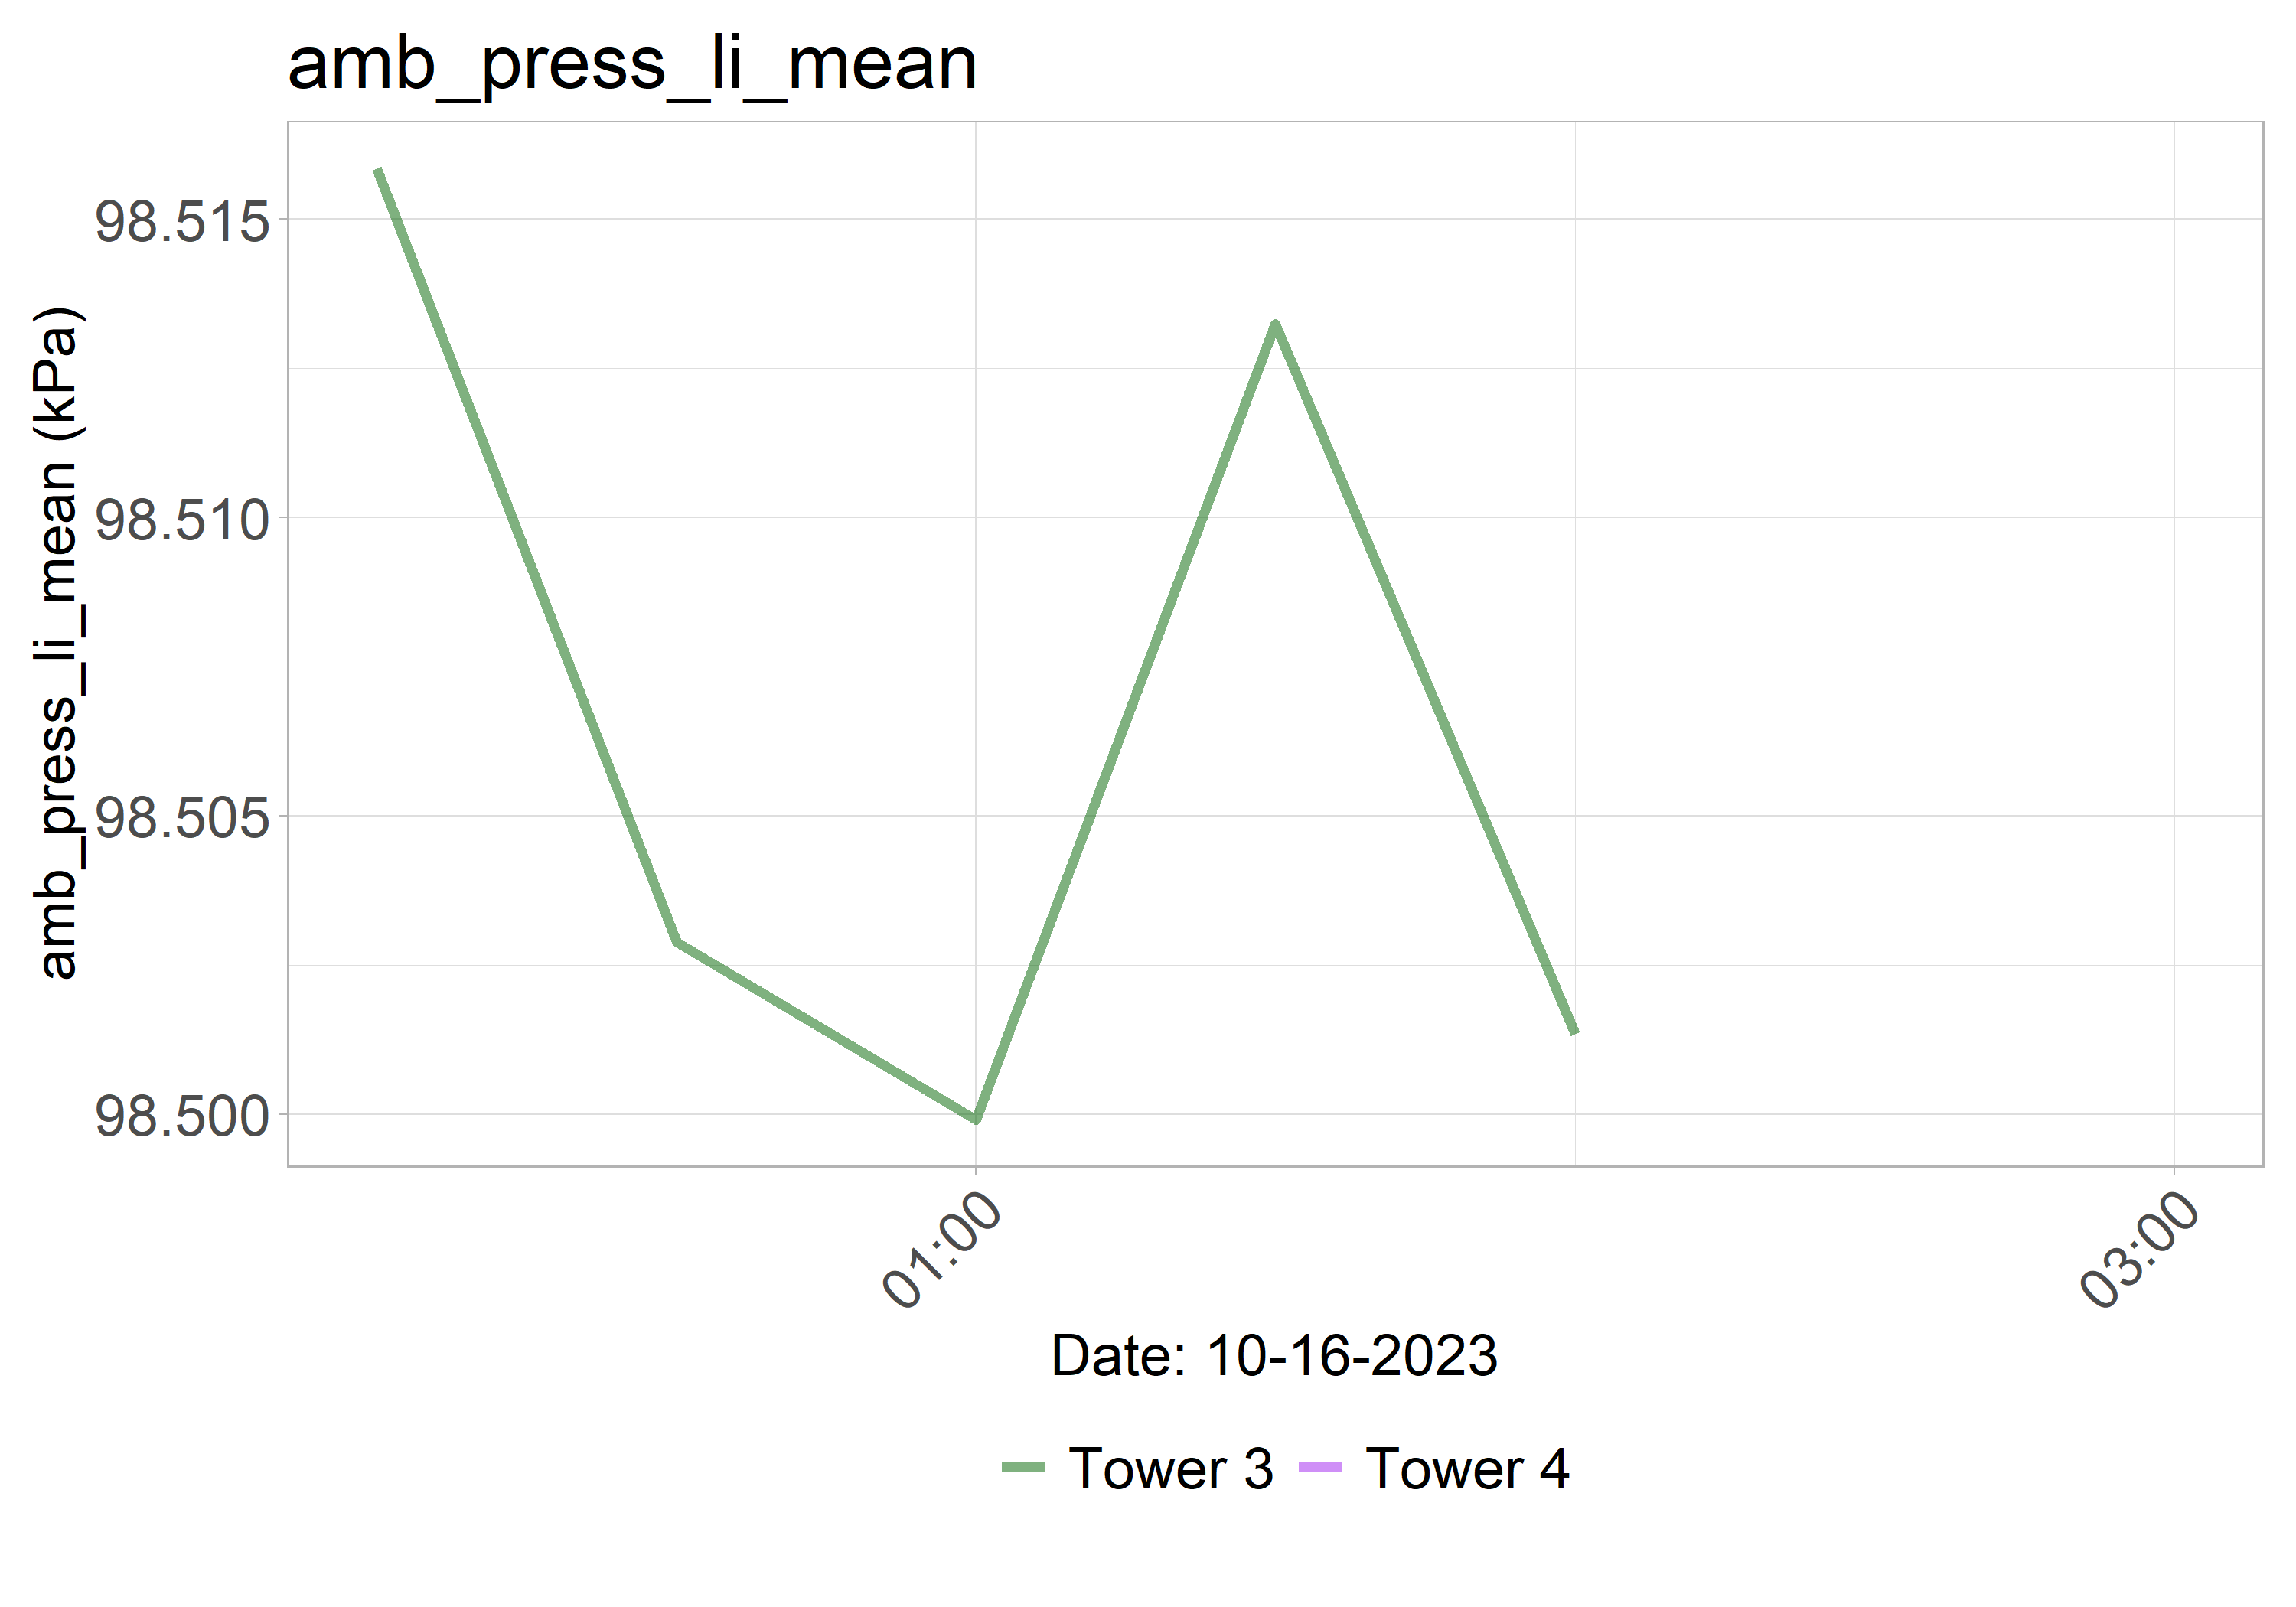 amb_press_li_mean
amb_press_li_mean (kPa)
98.515
98.510
98.505
98.500
01:00
03:00
Date: 10-16-2023
Tower 3
Tower 4